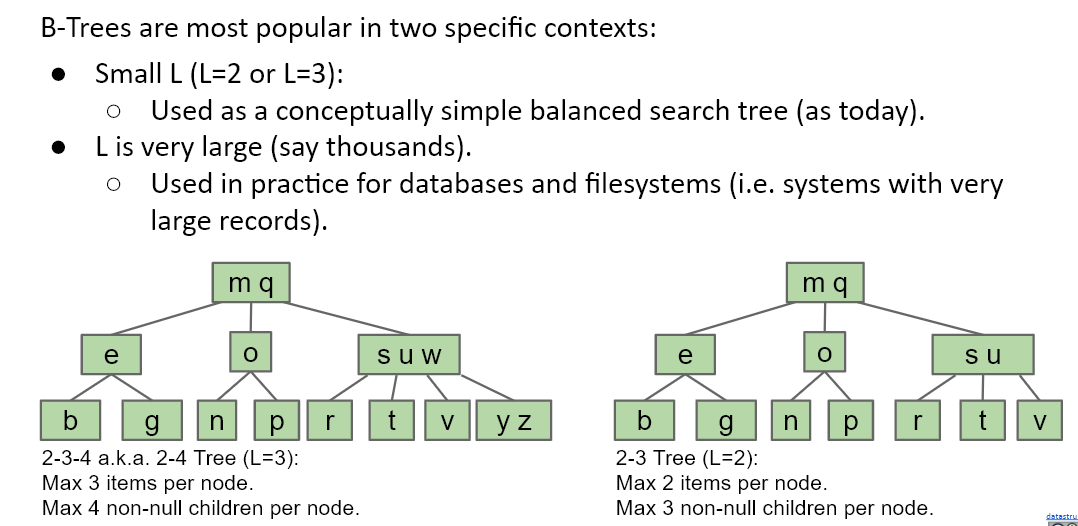 B-Trees are most popular in two specific contexts:
● Small L (L=2 or L=3):
○ Used as a conceptually simple balanced search tree (as today).
● L is very large (say thousands).
○ Used in practice for databases and filesystems (i.e. systems with very
large records).
m q
e o s u w
b g n p r t v y z
2-3-4 a.k.a. 2-4 Tree (L=3):
Max 3 items per node.
Max 4 non-null children per node.
m q
e o s u
b g n p r t v
2-3 Tree (L=2):
Max 2 items per node.
Max 3 non-null children per node.
datastru